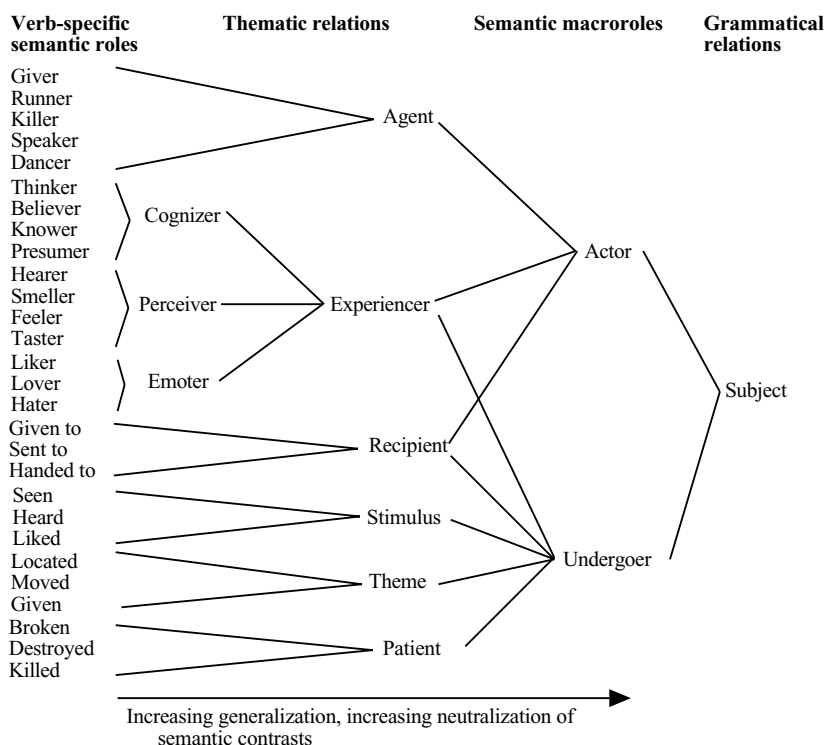 Verb-specific
semantic roles
Thematic relations
Semantic macroroles
Grammatical
relations
Giver
Runner
Killer
Speaker
Dancer
Thinker
Believer
Knower
Presumer
Hearer
Smeller
Feeler
Taster
Liker
Lover
Hater
Given to
Sent to
Handed to
Seen
Heard
Liked
Located
Moved
Given
Broken
Destroyed
Killed
Cognizer
Perceiver
Emoter
Agent
Experiencer
Recipient
Stimulus
Theme
Patient
Actor
Undergoer
Subject
Increasing generalization, increasing neutralization of
semantic contrasts